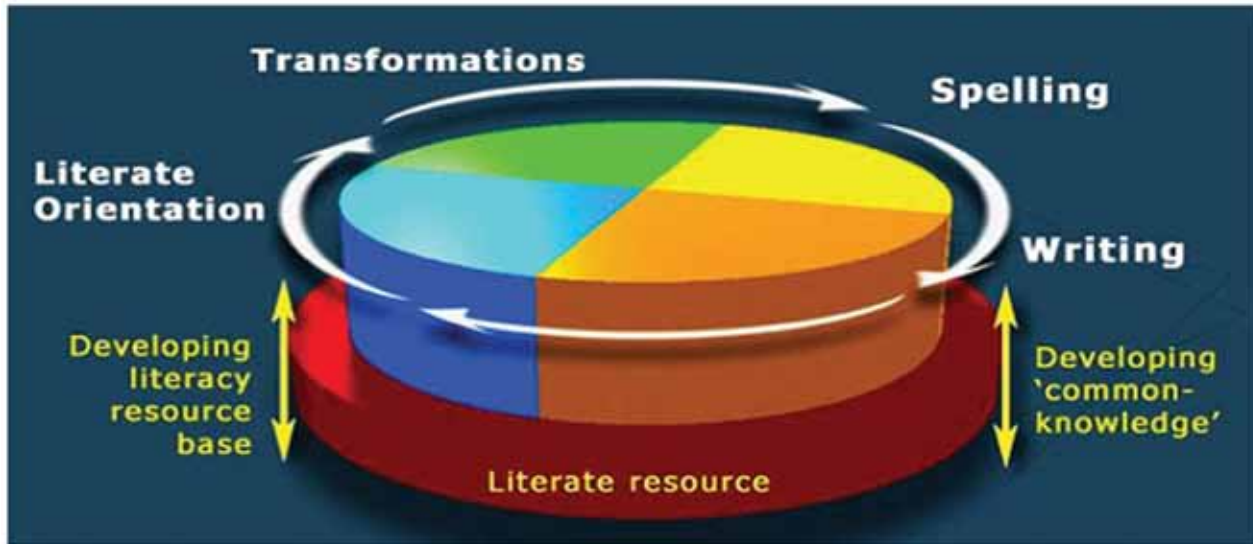 Transformations
Spelling
Literate
Orientation
Writing
Developing
literacy
resource
base
Developing
‘common-
knowledge’
Literate resource